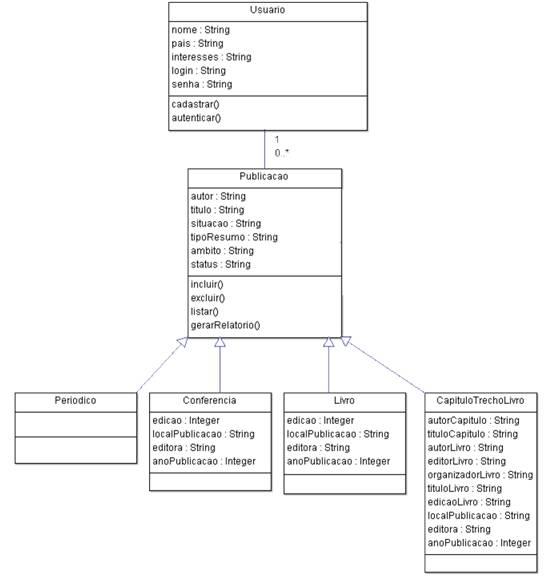 Usuario
nome : String
pais : String
interesses : String
login : String
senha : String
cadastrar()
autenticar()
1
0..*
Publicacao
autor : String
titulo : String
situacao : String
tipoResumo : String
ambito : String
status : String
incluir()
excluir()
listar()
gerarRelatorio()
Periodico
Conferencia
edicao : Integer
localPublicacao : String
editora : String
anoPublicacao : Integer
Livro
edicao : Integer
localPublicacao : String
editora : String
anoPublicacao : Integer
CapituloTrechoLivro
autorCapitulo : String
tituloCapitulo : String
autorLivro : String
editorLivro : String
organizadorLivro : String
tituloLivro : String
edicaoLivro : String
localPublicacao : String
editora : String
anoPublicacao : Integer